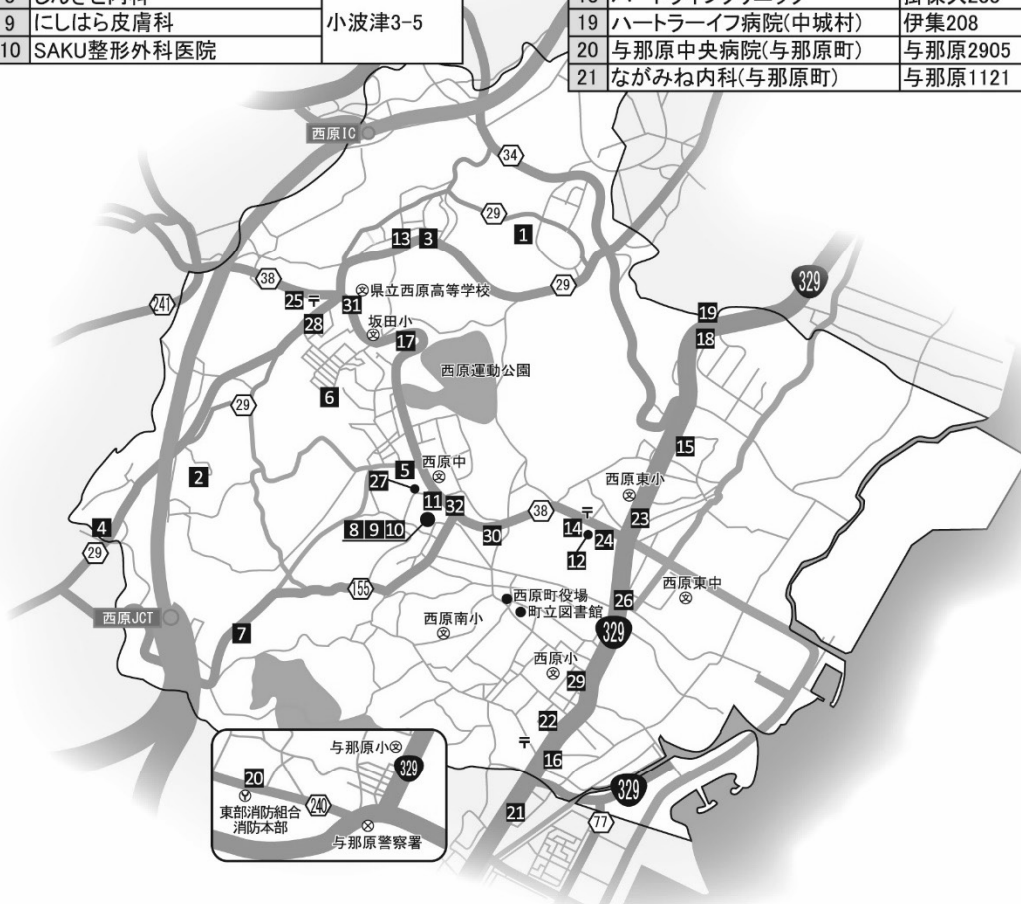 9 にしはら皮膚科 小波津3-5
10 SAKU整形外科医院
19 ハートラーイフ病院(中城村) 伊集208
20 与那原中央病院(与那原町) 与那原2905
21 ながみね内科(与那原町) 与那原1121
西原IC
34
29
1
13 3
38
29
241
25 〒
県立西原高等学校
31
329
19
28
坂田小
18
17
西原運動公園
6
29
15
西原中
5
2
27
西原東小
11 32
38
〒
23
4
8 9 10
14
30
24
29
12
155
西原東中
西原町役場
26
西原JCT
町立図書館
西原南小
7
329
西原小
29
22
与那原小
〒
329
16
20
329
240
21
東部消防組合
消防本部
77
与那原警察署